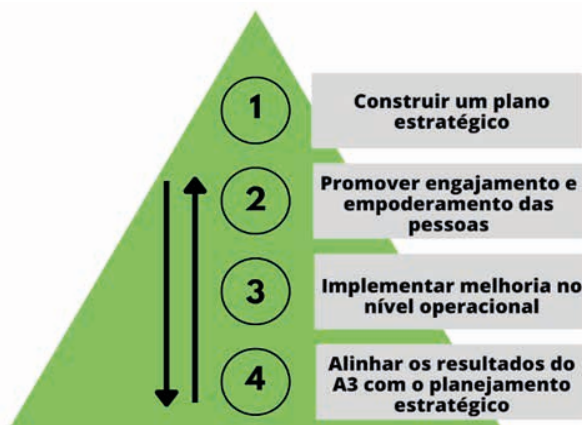 1
Construir um plano
estratégico
2
Promover engajamento e
empoderamento das
pessoas
3
Implementar melhoria no
nível operacional
4
Alinhar os resultados do
A3 com o planejamento
estratégico